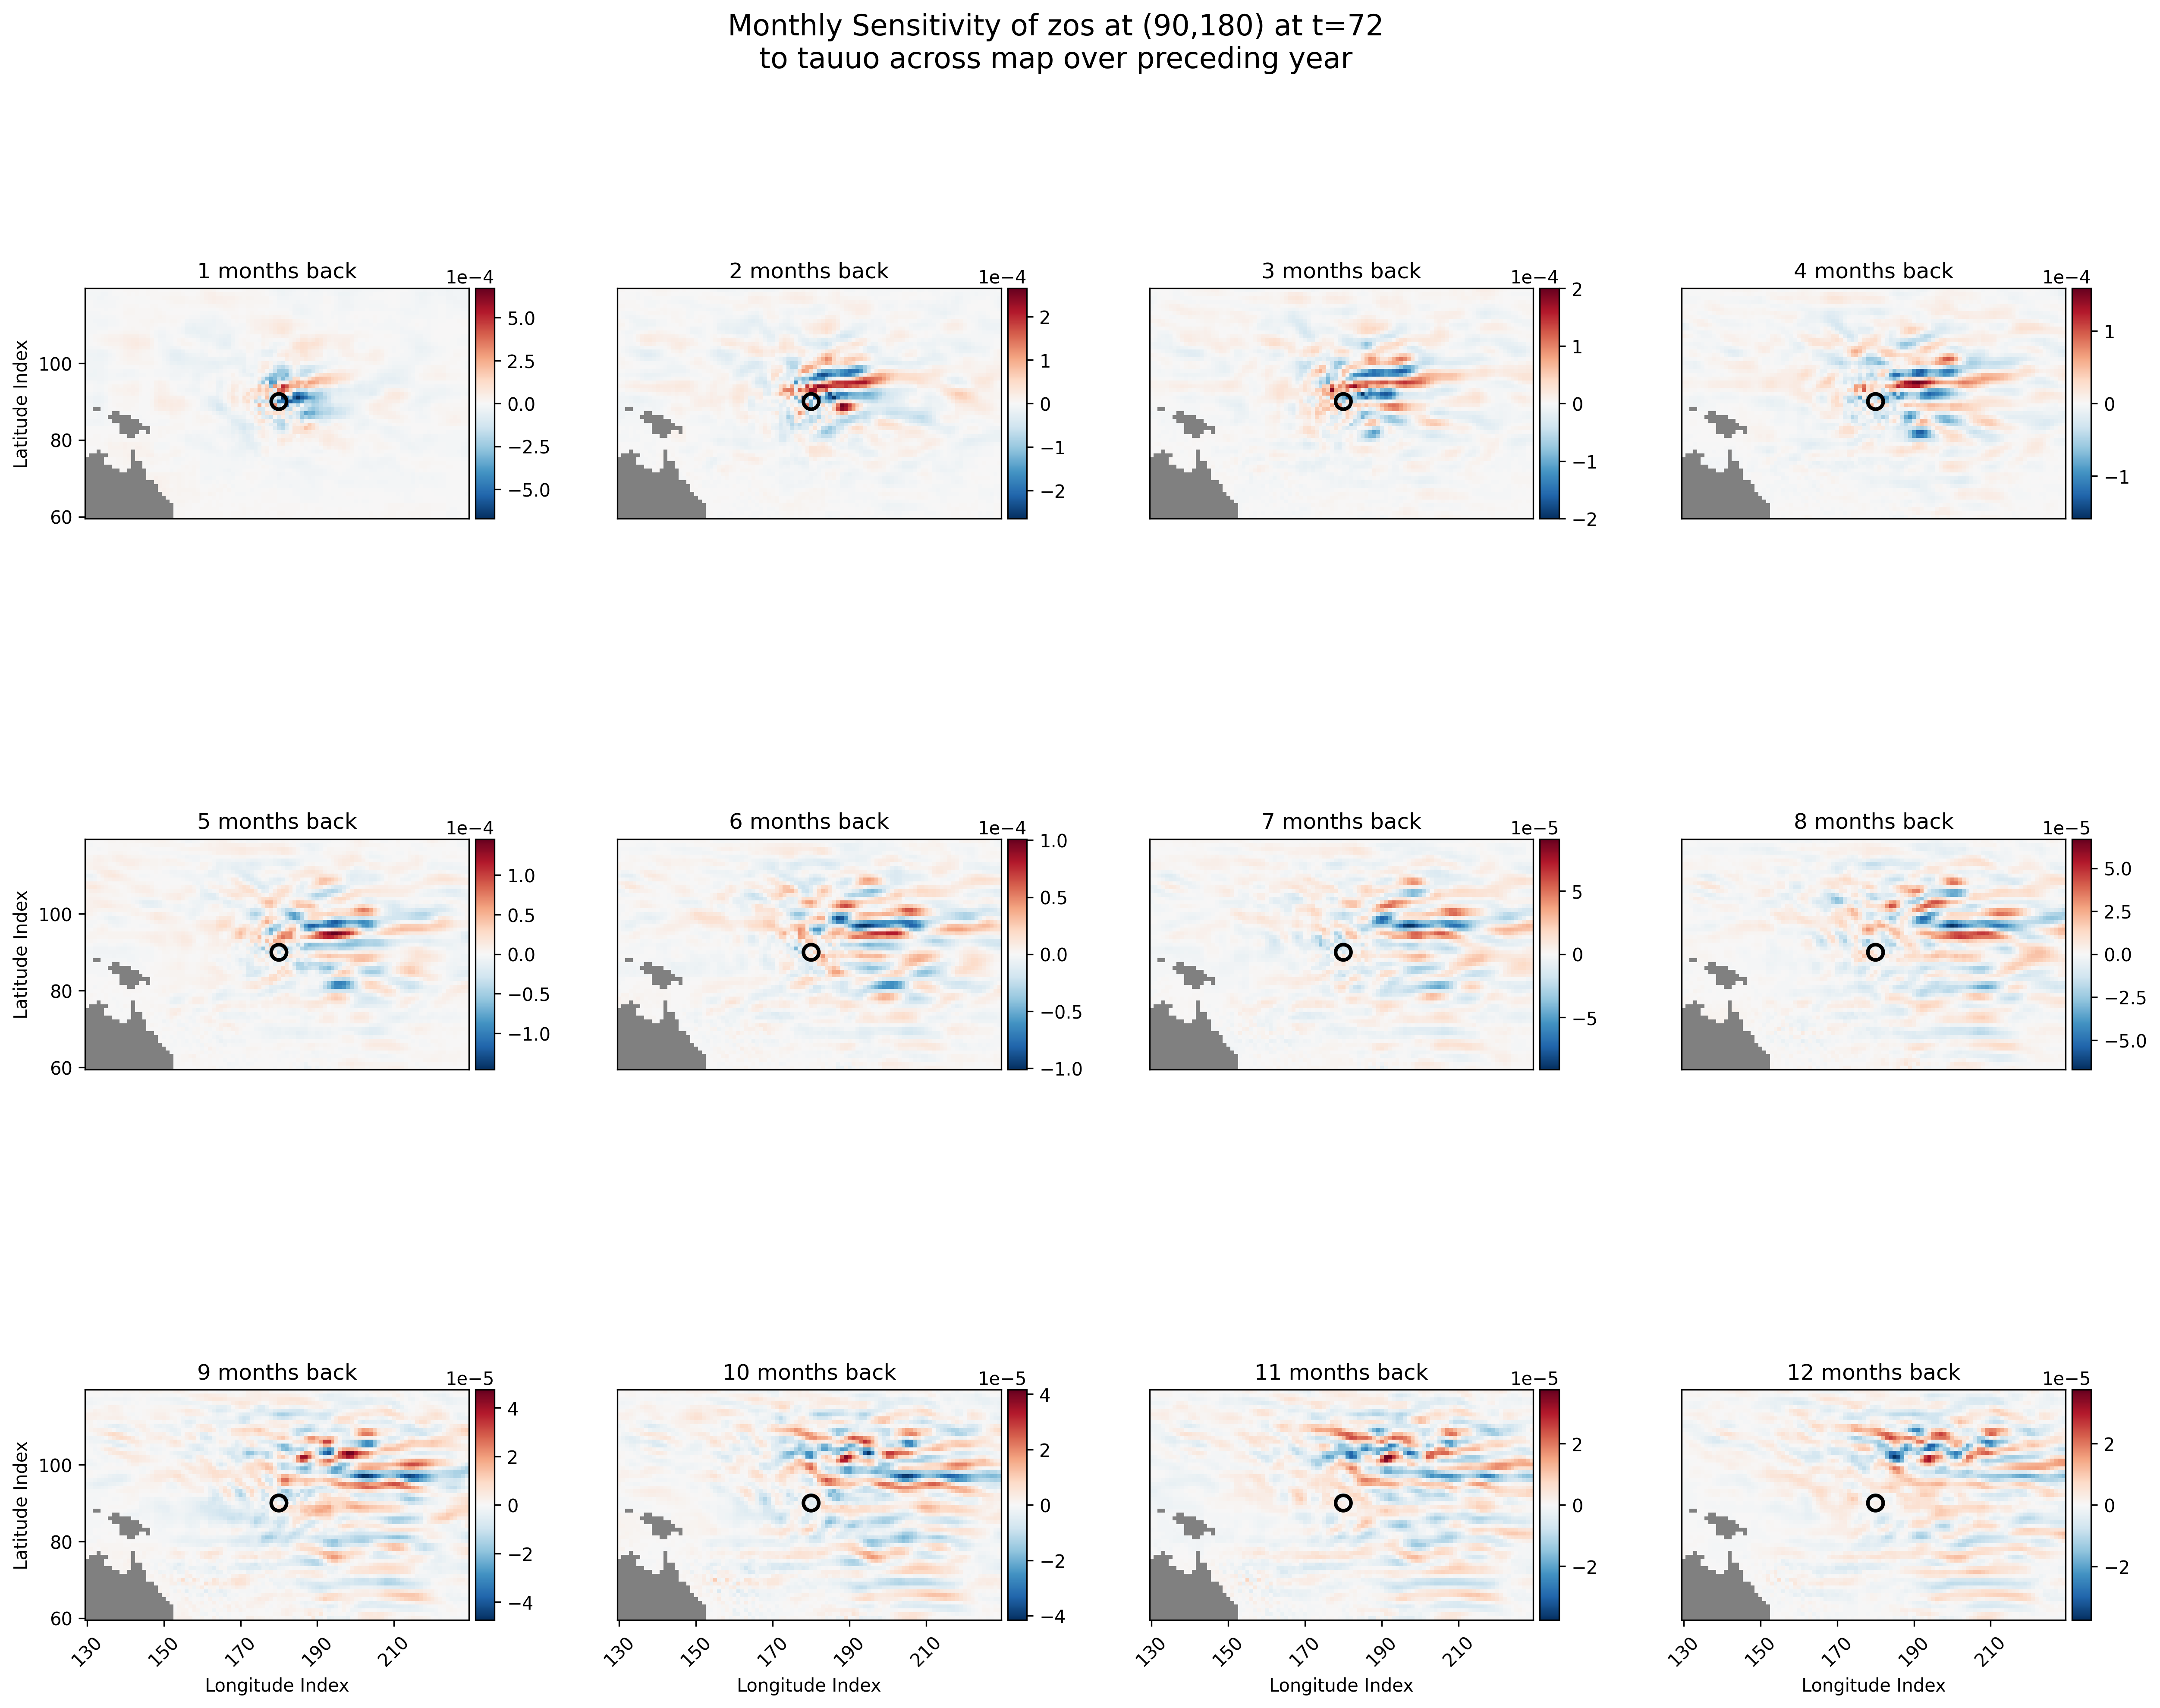 Monthly Sensitivity of zos at (90,180) at t=72
to tauuo across map over preceding year
1 months back
1e−4
2 months back
1e−4
3 months back
1e−4
4 months back
1e−4
Latitude Index
100
80
60
5.0
2.5
0.0
−2.5
−5.0
2
1
0
−1
−2
2
1
0
−1
−2
1
0
−1
5 months back
1e−4
6 months back
1e−4
7 months back
1e−5
8 months back
1e−5
Latitude Index
100
80
60
1.0
0.5
0.0
−0.5
−1.0
1.0
0.5
0.0
−0.5
−1.0
5
0
−5
5.0
2.5
0.0
−2.5
−5.0
9 months back
1e−5
10 months back
1e−5
11 months back
1e−5
12 months back
1e−5
Latitude Index
100
80
60
4
2
0
−2
−4
4
2
0
−2
−4
2
0
−2
2
0
−2
130 150 170 190 210
130 150 170 190 210
130 150 170 190 210
130 150 170 190 210
Longitude Index
Longitude Index
Longitude Index
Longitude Index